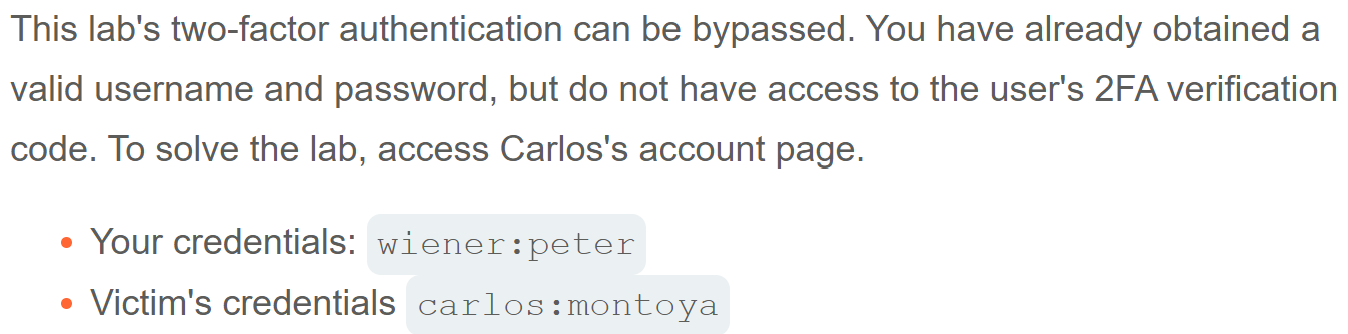 This lab's two-factor authentication can be bypassed. You have already obtained a
valid username and password, but do not have access to the user's 2FA verification
code. To solve the lab, access Carlos's account page.
Your credentials: wiener:peter
Victim's credentials carlos:montoya